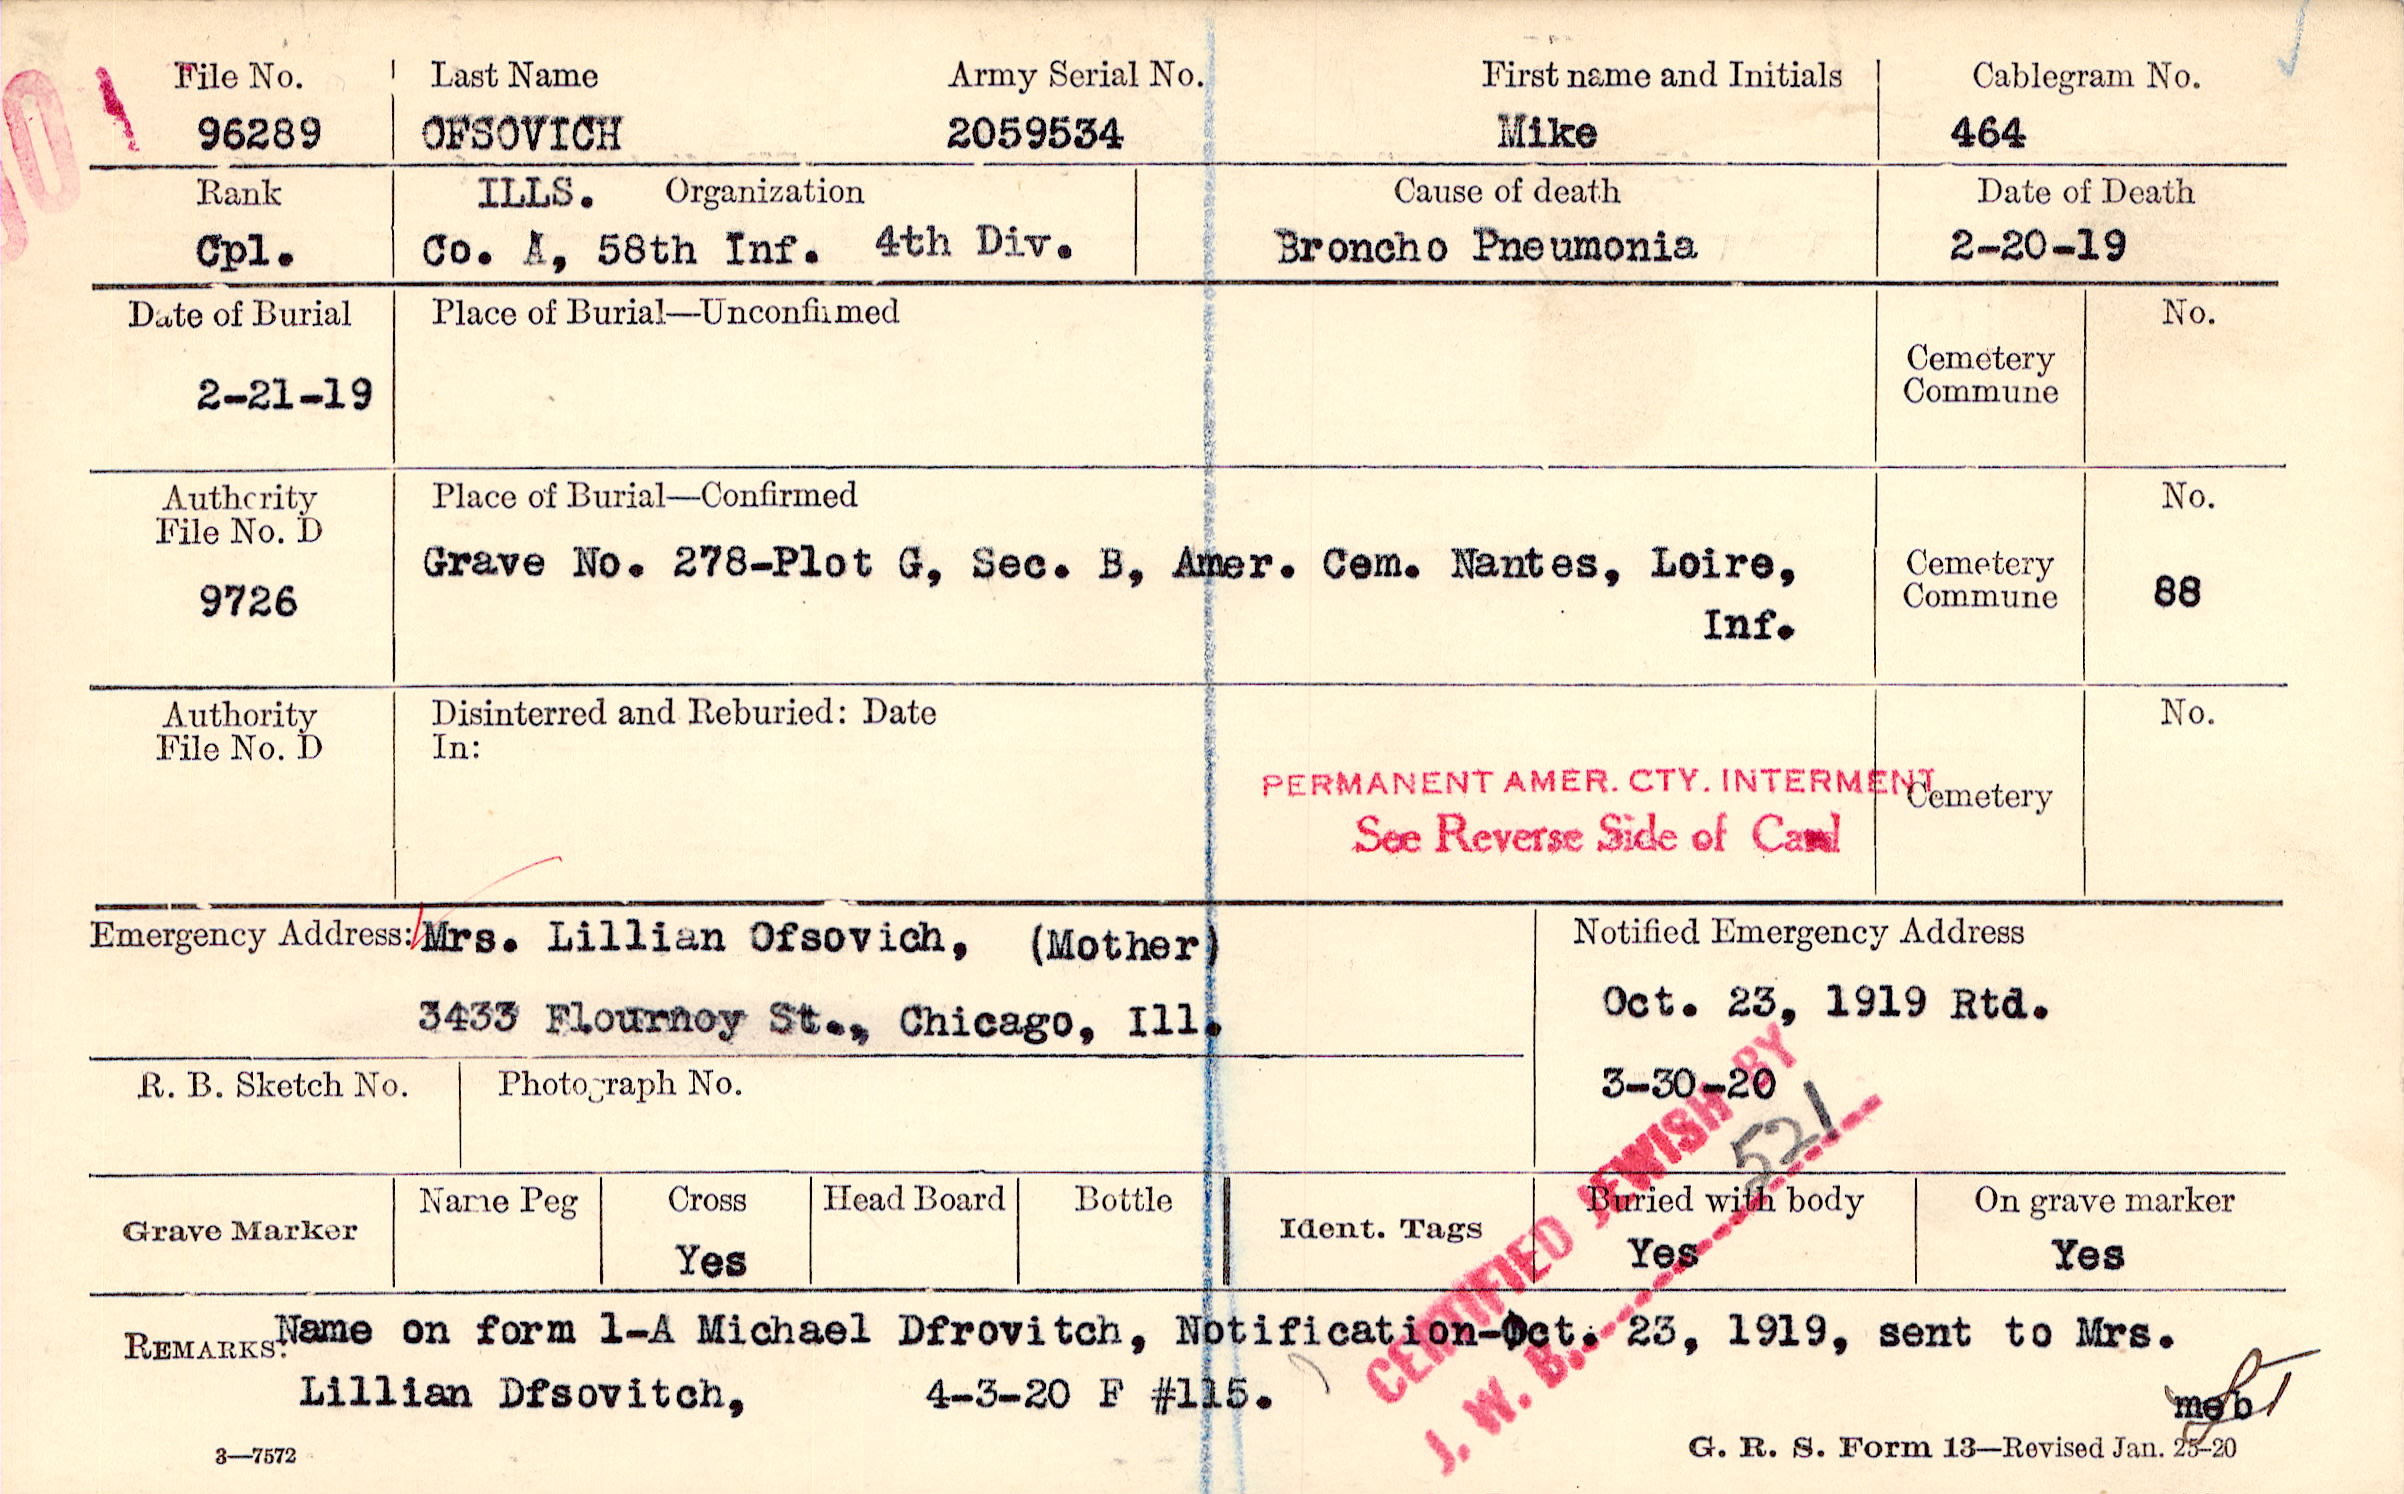 File No. Last Name Army Serial No. First name and Initials Cablegram No.
96289 OFSOVICH 2059534 Mike 464
Rank ILLS. Organization Cause of death Date of Death
Cpl. Co. A, 58th Inf. 4th Div. Broncho Pneumonia 2-20-19
Date of Burial Place of Burial—Unconfirmed No.
Cemetery
Commune
2-21-19
Authority Place of Burial—Confirmed No.
File No. D
Grave No. 278-Plot G, Sec. B, Amer. Cem. Nantes, Loire, Cemetery
9726 Commune 88
Inf.
Authority Disinterred and Reburied: Date No.
File No. D In:
PERMANENT AMER. CTY. INTERMENT Cemetery
See Reverse Side of Card
Emergency Address: Mrs. Lillian Ofsovich, (Mother) Notified Emergency Address
3433 Flournoy St., Chicago, Ill. Oct. 23, 1919 Rtd.
R. B. Sketch No. Photograph No. 3-30-20
CERTIFIED JEWISH BY
J. W. B. 521
Grave Marker Name Peg Cross Head Board Bottle Ident. Tags Buried with body On grave marker
Yes Yes Yes
REMARKS: Name on form 1-A Michael Dfrovitch, Notification-Oct. 23, 1919, sent to Mrs.
Lillian Dfsovitch, 4-3-20 F #115. meb
3—7572 G. R. S. Form 13—Revised Jan. 25-20